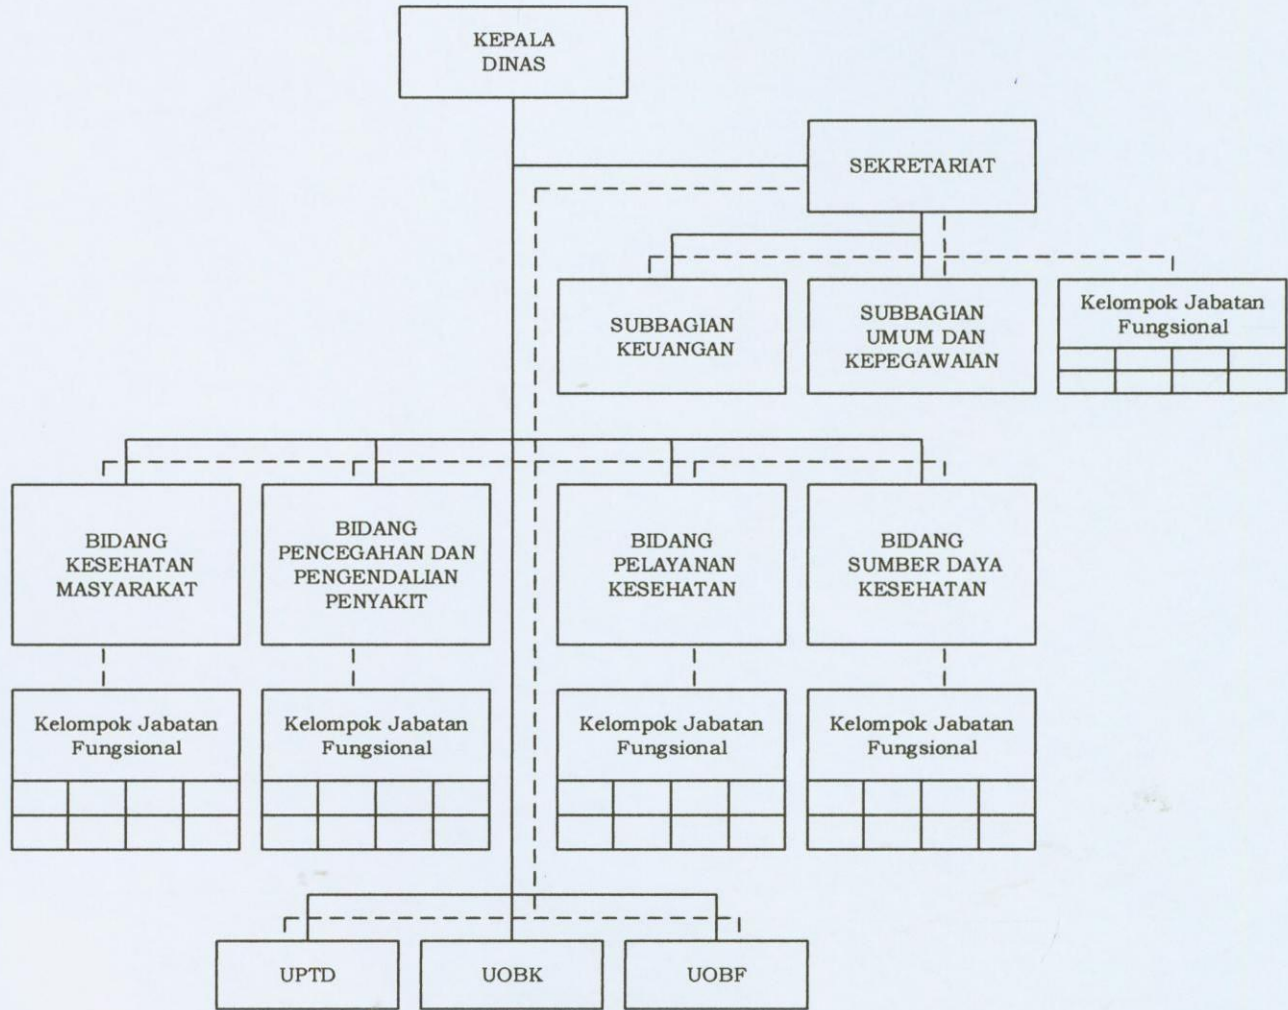 KEPALA
DINAS
SEKRETARIAT
SUBBAGIAN
KEUANGAN
SUBBAGIAN
UMUM DAN
KEPEGAWAIAN
Kelompok Jabatan
Fungsional
BIDANG
KESEHATAN
MASYARAKAT
BIDANG
PENCEGAHAN DAN
PENGENDALIAN
PENYAKIT
BIDANG
PELAYANAN
KESEHATAN
BIDANG
SUMBER DAYA
KESEHATAN
Kelompok Jabatan
Fungsional
Kelompok Jabatan
Fungsional
Kelompok Jabatan
Fungsional
Kelompok Jabatan
Fungsional
UPTD
UOBK
UOBF